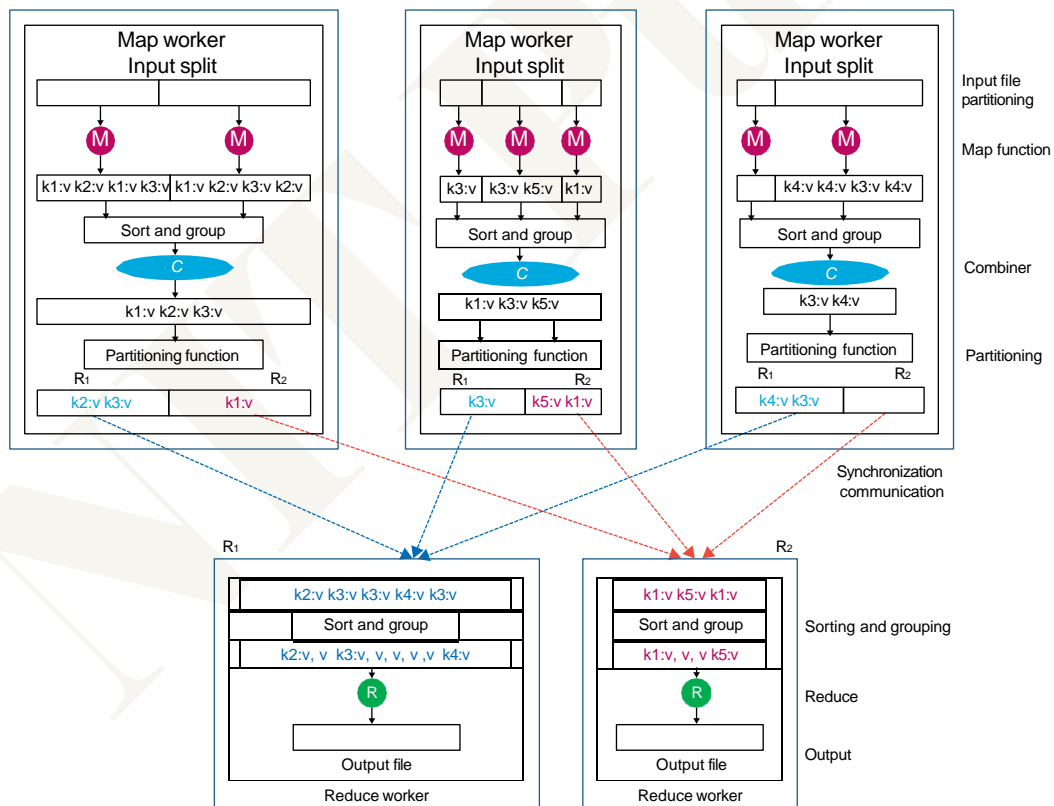 Map worker
Input split
M
M
k1:v k2:v k1:v k3:v
k1:v k2:v k3:v k2:v
Sort and group
C
k1:v k2:v k3:v
Partitioning function
R1
R2
k2:v k3:v
k1:v
Map worker
Input split
M
M
M
k3:v
k3:v k5:v
k1:v
Sort and group
C
k1:v k3:v k5:v
Partitioning function
R1
R2
k3:v
k5:v k1:v
Map worker
Input split
M
M
k4:v k4:v k3:v k4:v
Sort and group
C
k3:v k4:v
Partitioning function
R1
R2
k4:v k3:v
Input file
partitioning
Map function
Combiner
Partitioning
Synchronization
communication
R1
k2:v k3:v k3:v k4:v k3:v
Sort and group
k2:v, v k3:v, v, v, v ,v k4:v
R
Output file
Reduce worker
R2
k1:v k5:v k1:v
Sort and group
k1:v, v, v k5:v
R
Output file
Reduce worker
Sorting and grouping
Reduce
Output